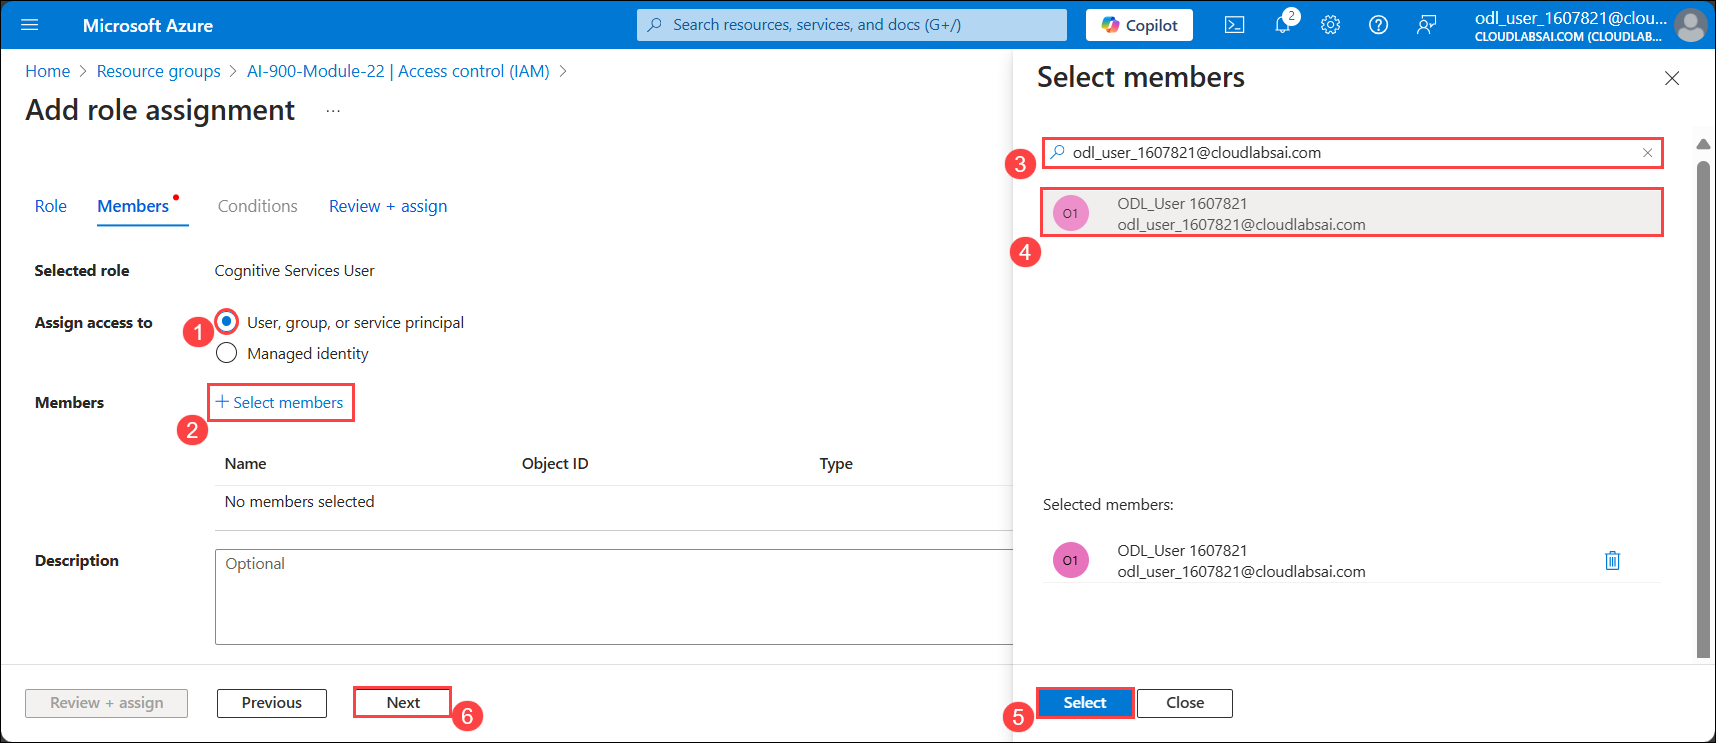 Microsoft Azure
Search resources, services, and docs (G+/)
Copilot
2
odl_user_1607821@clou...
CLOUDLABSAI.COM (CLOUDLAB...
Home > Resource groups > AI-900-Module-22 | Access control (IAM) >
Add role assignment ...
Role Members Conditions Review + assign
Selected role Cognitive Services User
Assign access to 1 User, group, or service principal
Managed identity
Members + Select members
2
Name Object ID Type
No members selected
Description Optional
Review + assign Previous Next 6
Select members
3 odl_user_1607821@cloudlabsai.com
O1 ODL_User 1607821
odl_user_1607821@cloudlabsai.com
4
Selected members:
O1 ODL_User 1607821
odl_user_1607821@cloudlabsai.com
5 Select Close